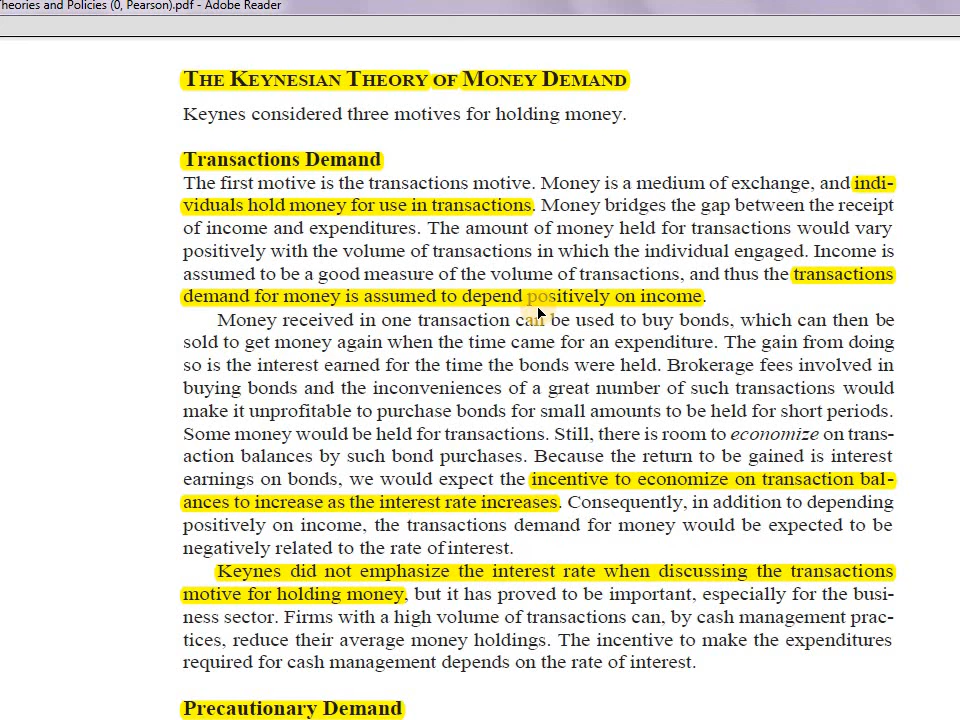 heories and Policies (0, Pearson).pdf - Adobe Reader
THE KEYNESIAN THEORY OF MONEY DEMAND
Keynes considered three motives for holding money.
Transactions Demand
The first motive is the transactions motive. Money is a medium of exchange, and indi-
viduals hold money for use in transactions. Money bridges the gap between the receipt
of income and expenditures. The amount of money held for transactions would vary
positively with the volume of transactions in which the individual engaged. Income is
assumed to be a good measure of the volume of transactions, and thus the transactions
demand for money is assumed to depend positively on income.
Money received in one transaction can be used to buy bonds, which can then be
sold to get money again when the time came for an expenditure. The gain from doing
so is the interest earned for the time the bonds were held. Brokerage fees involved in
buying bonds and the inconveniences of a great number of such transactions would
make it unprofitable to purchase bonds for small amounts to be held for short periods.
Some money would be held for transactions. Still, there is room to economize on trans-
action balances by such bond purchases. Because the return to be gained is interest
earnings on bonds, we would expect the incentive to economize on transaction bal-
ances to increase as the interest rate increases. Consequently, in addition to depending
positively on income, the transactions demand for money would be expected to be
negatively related to the rate of interest.
Keynes did not emphasize the interest rate when discussing the transactions
motive for holding money, but it has proved to be important, especially for the busi-
ness sector. Firms with a high volume of transactions can, by cash management prac-
tices, reduce their average money holdings. The incentive to make the expenditures
required for cash management depends on the rate of interest.
Precautionary Demand